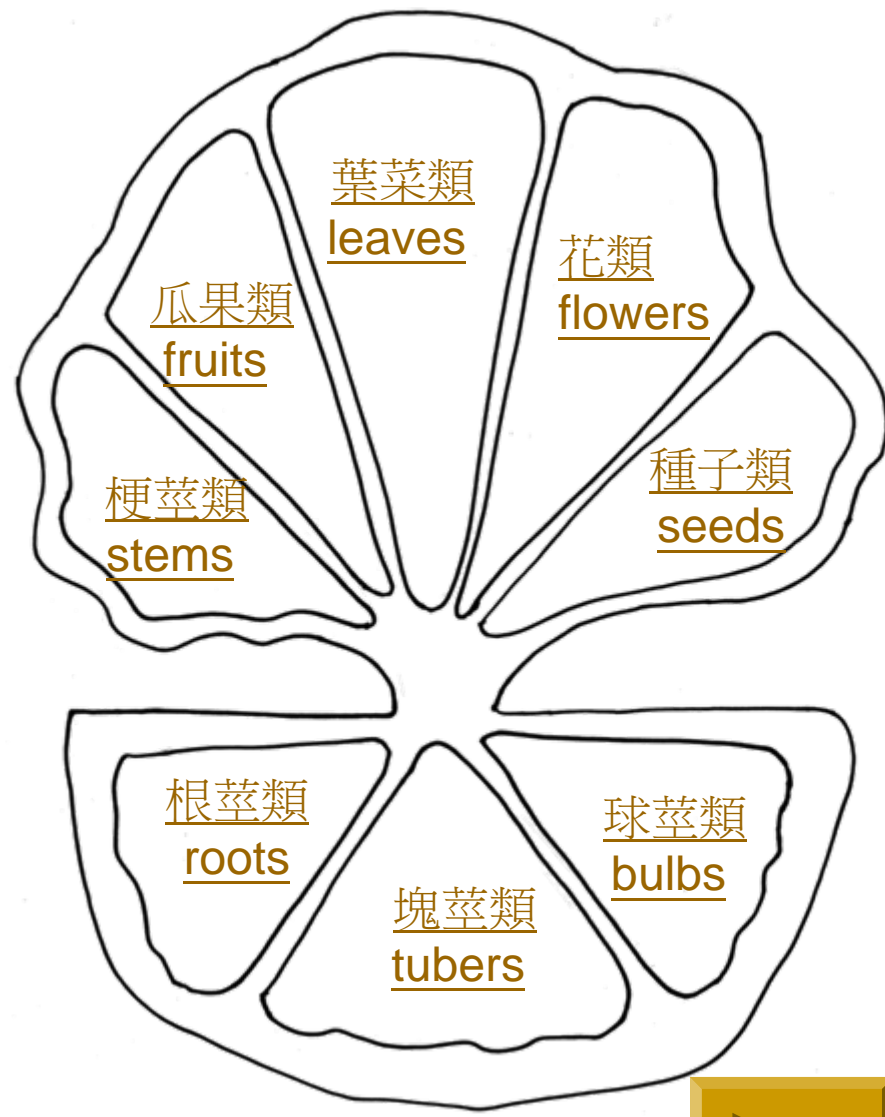 葉菜類
leaves
花類
flowers
瓜果類
fruits
種子類
seeds
梗莖類
stems
根莖類
roots
球莖類
bulbs
塊莖類
tubers